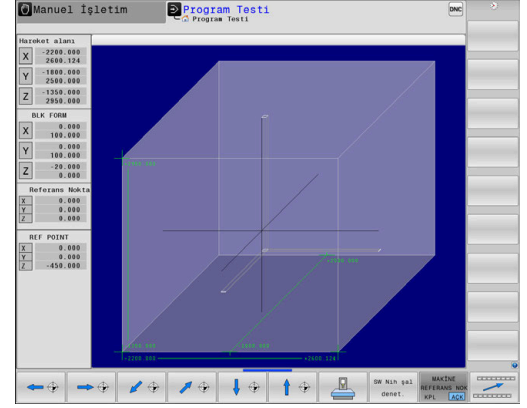 Manuel İşletim
Program Testi
Program Testi
DNC
Hareket alanı
X -2200.000
2600.124
Y -1800.000
2500.000
Z -1350.000
2950.000
BLK FORM
X 0.000
100.000
Y 0.000
100.000
Z -20.000
0.000
Referans Nokta
X 0.000
Y 0.000
Z 0.000
REF POINT
X 0.000
Y 0.000
Z -450.000
-2200.000
+2600.124
SW Nin şal
denet.
MAKİNE
REFERANS NOK
KPL AÇK